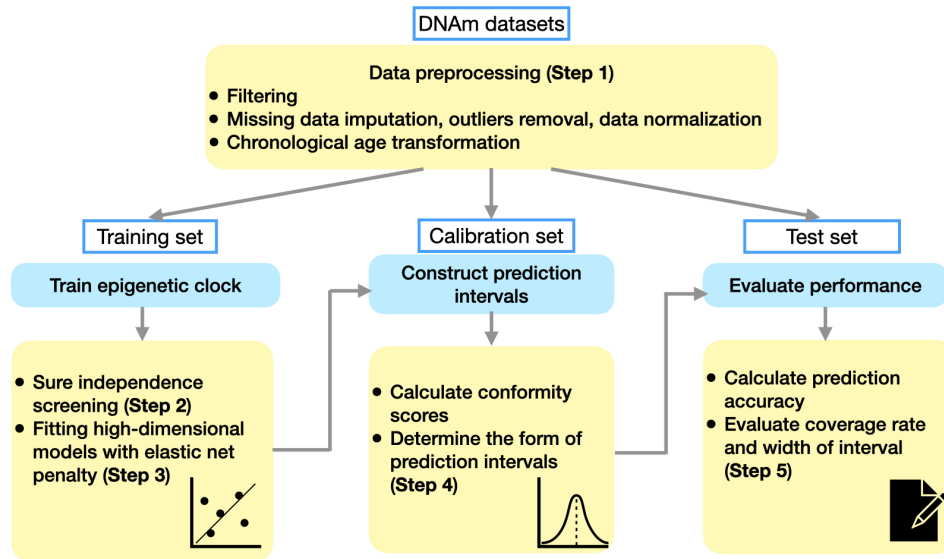 DNAm datasets
Data preprocessing (Step 1)
● Filtering
● Missing data imputation, outliers removal, data normalization
● Chronological age transformation
Training set
Calibration set
Test set
Train epigenetic clock
Construct prediction
intervals
Evaluate performance
● Sure independence
screening (Step 2)
● Fitting high-dimensional
models with elastic net
penalty (Step 3)
● Calculate conformity
scores
● Determine the form of
prediction intervals
(Step 4)
● Calculate prediction
accuracy
● Evaluate coverage rate
and width of interval
(Step 5)